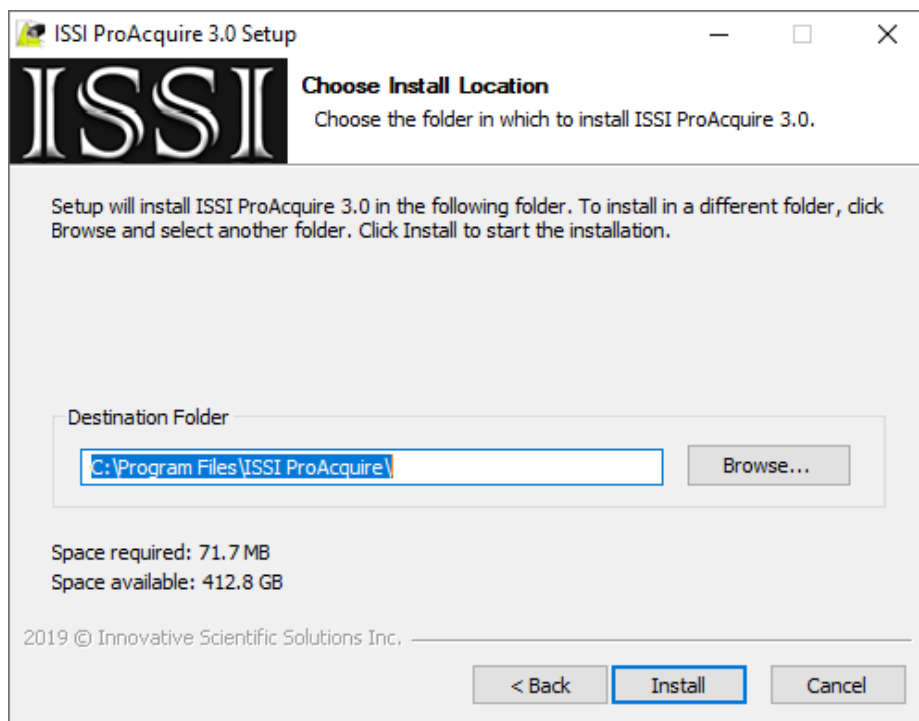 ISSI ProAcquire 3.0 Setup
ISSI
Choose Install Location
Choose the folder in which to install ISSI ProAcquire 3.0.
Setup will install ISSI ProAcquire 3.0 in the following folder. To install in a different folder, click
Browse and select another folder. Click Install to start the installation.
Destination Folder
C:\Program Files\ISSI ProAcquire\
Browse...
Space required: 71.7 MB
Space available: 412.8 GB
2019 © Innovative Scientific Solutions Inc.
< Back
Install
Cancel